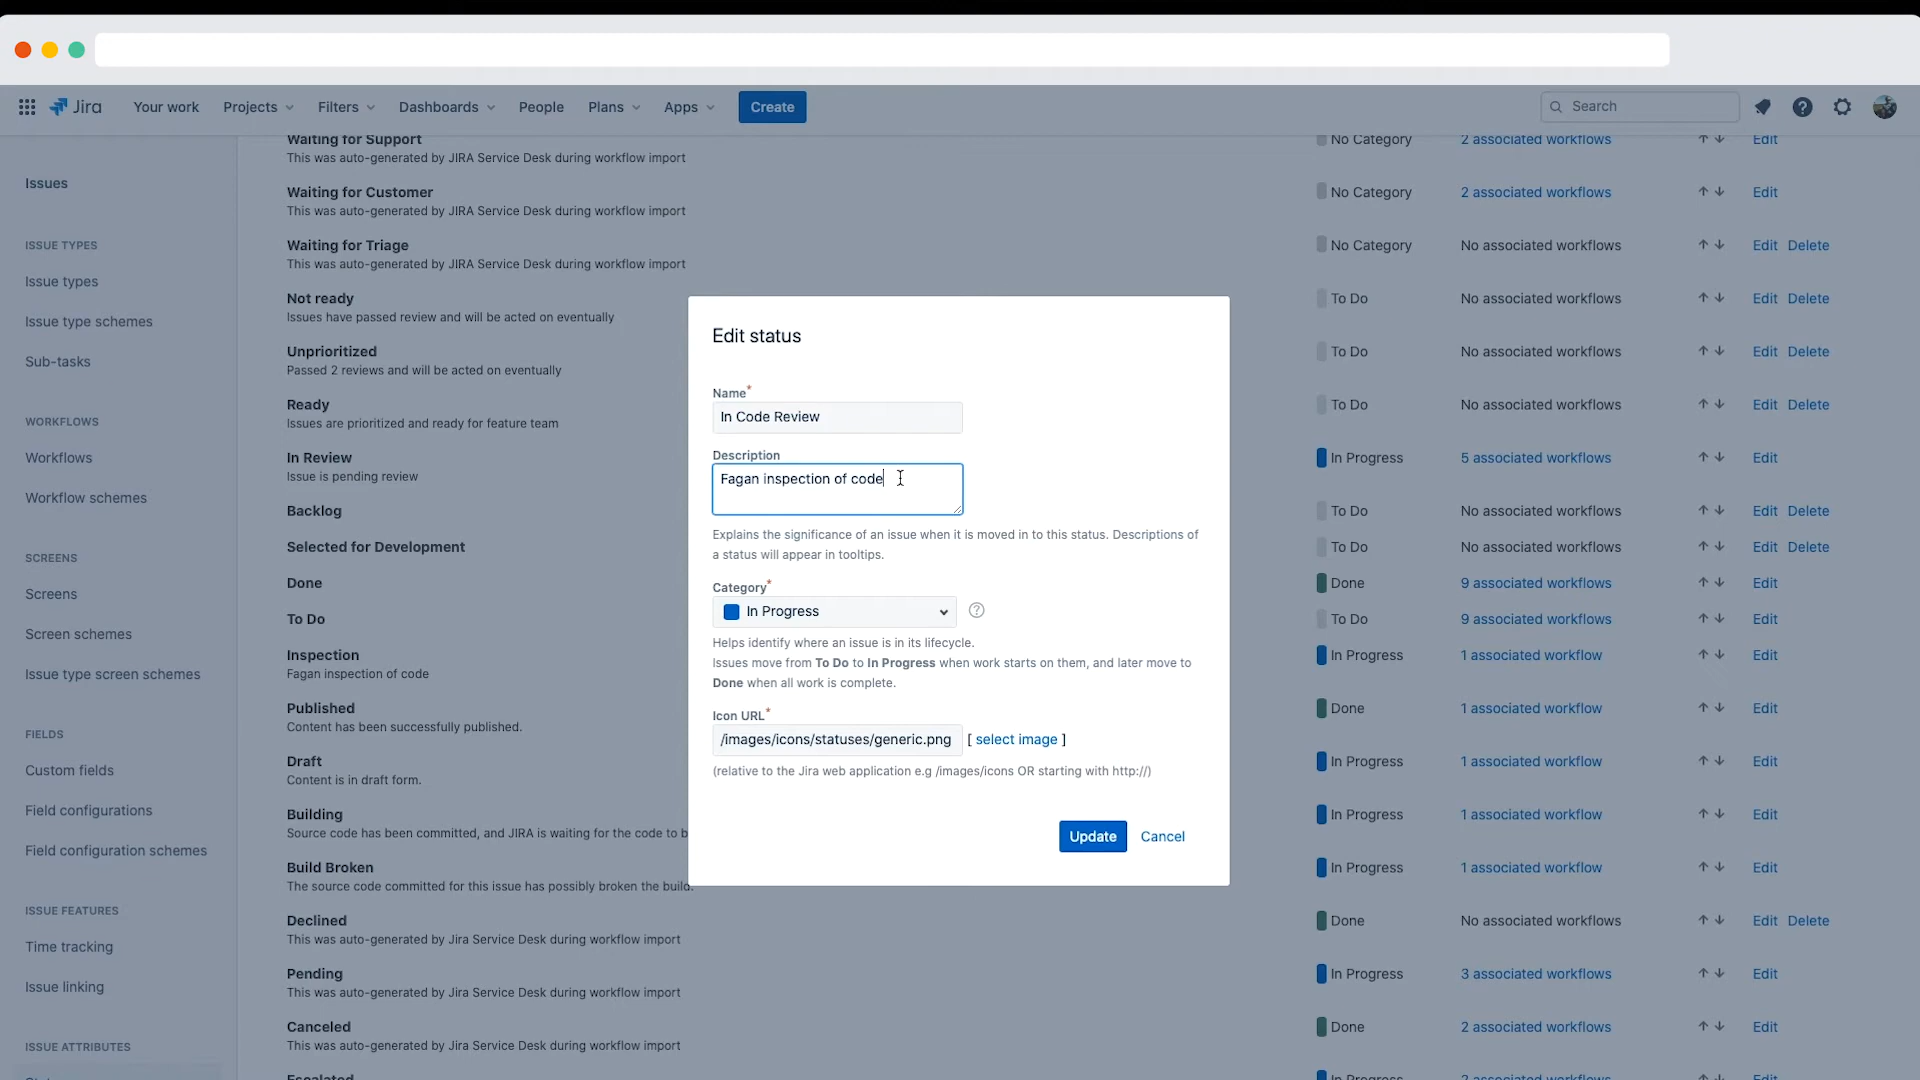 Jira
Your work
Projects
Filters
Dashboards
People
Plans
Apps
Create
Search
Issues
ISSUE TYPES
Issue types
Issue type schemes
Sub-tasks
WORKFLOWS
Workflows
Workflow schemes
SCREENS
Screens
Screen schemes
Issue type screen schemes
FIELDS
Custom fields
Field configurations
Field configuration schemes
ISSUE FEATURES
Time tracking
Issue linking
ISSUE ATTRIBUTES
Waiting for Support No Category 2 associated workflows Edit
This was auto-generated by JIRA Service Desk during workflow import
Waiting for Customer No Category 2 associated workflows Edit
This was auto-generated by JIRA Service Desk during workflow import
Waiting for Triage No Category No associated workflows Edit Delete
This was auto-generated by JIRA Service Desk during workflow import
Not ready To Do No associated workflows Edit Delete
Issues have passed review and will be acted on eventually
Unprioritized To Do No associated workflows Edit Delete
Passed 2 reviews and will be acted on eventually
Ready To Do No associated workflows Edit Delete
Issues are prioritized and ready for feature team
In Review In Progress 5 associated workflows Edit
Issue is pending review
Backlog To Do No associated workflows Edit Delete
Selected for Development To Do No associated workflows Edit Delete
Done Done 9 associated workflows Edit
To Do To Do 9 associated workflows Edit
Inspection In Progress 1 associated workflow Edit
Fagan inspection of code
Published Done 1 associated workflow Edit
Content has been successfully published.
Draft In Progress 1 associated workflow Edit
Content is in draft form.
Building In Progress 1 associated workflow Edit
Source code has been committed, and JIRA is waiting for the code to b
Build Broken In Progress 1 associated workflow Edit
The source code committed for this issue has possibly broken the build.
Declined Done No associated workflows Edit Delete
This was auto-generated by Jira Service Desk during workflow import
Pending In Progress 3 associated workflows Edit
This was auto-generated by Jira Service Desk during workflow import
Canceled Done 2 associated workflows Edit
This was auto-generated by Jira Service Desk during workflow import
Escalated In Progress 2 associated workflows Edit
Edit status
Name*
In Code Review
Description
Fagan inspection of code
Explains the significance of an issue when it is moved in to this status. Descriptions of
a status will appear in tooltips.
Category*
In Progress
Helps identify where an issue is in its lifecycle.
Issues move from To Do to In Progress when work starts on them, and later move to
Done when all work is complete.
Icon URL*
/images/icons/statuses/generic.png [ select image ]
(relative to the Jira web application e.g /images/icons OR starting with http://)
Update Cancel